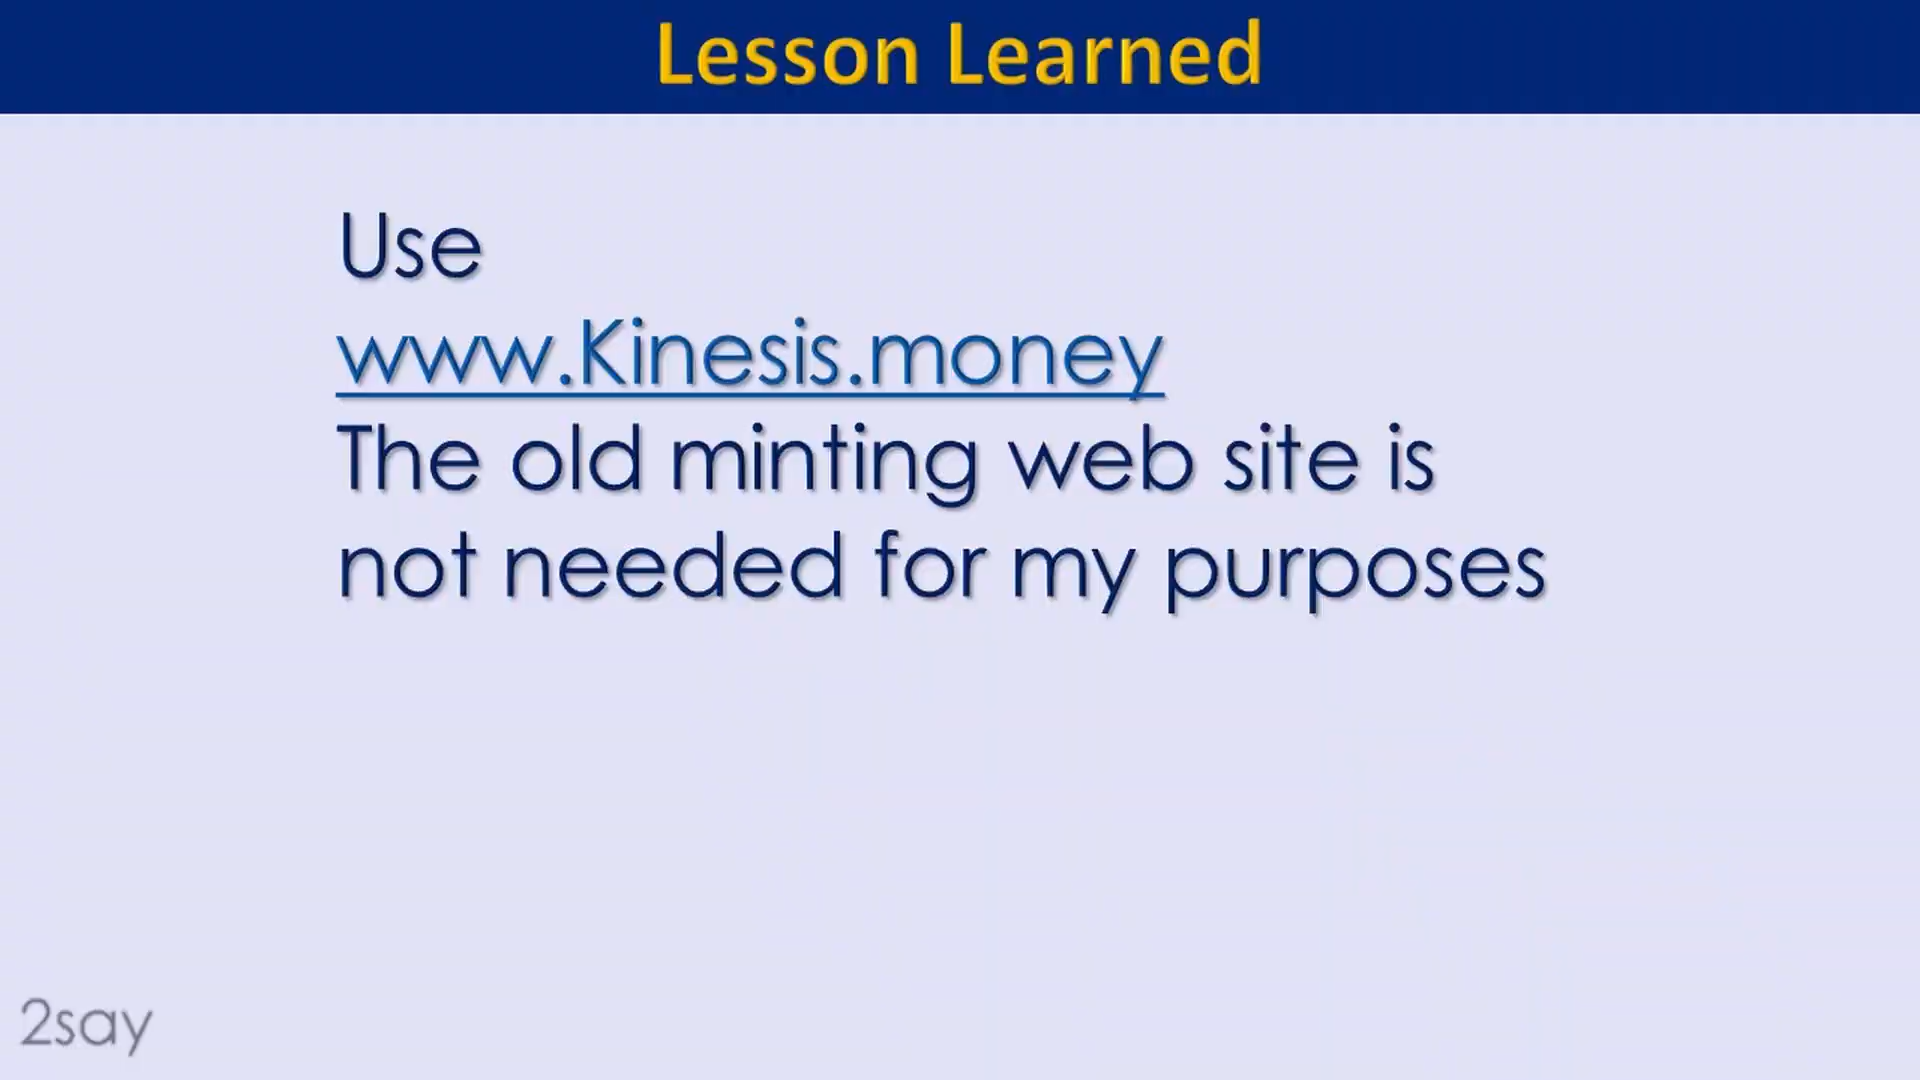 Lesson Learned
Use
www.Kinesis.money
The old minting web site is
not needed for my purposes
2say